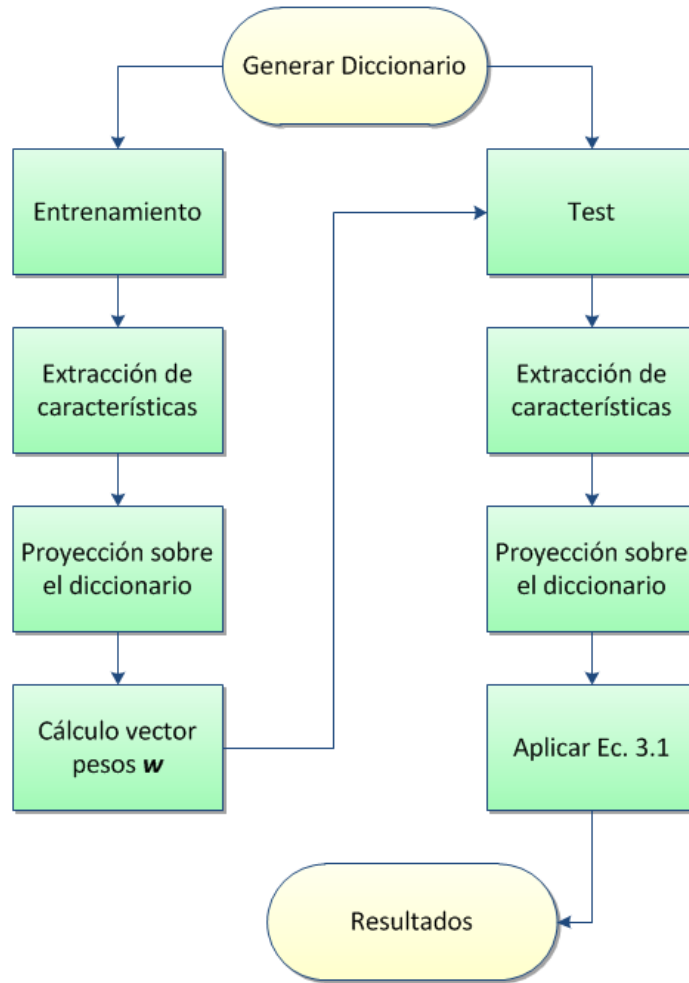 Generar Diccionario
Entrenamiento
Extracción de
características
Proyección sobre
el diccionario
Cálculo vector
pesos w
Test
Extracción de
características
Proyección sobre
el diccionario
Aplicar Ec. 3.1
Resultados